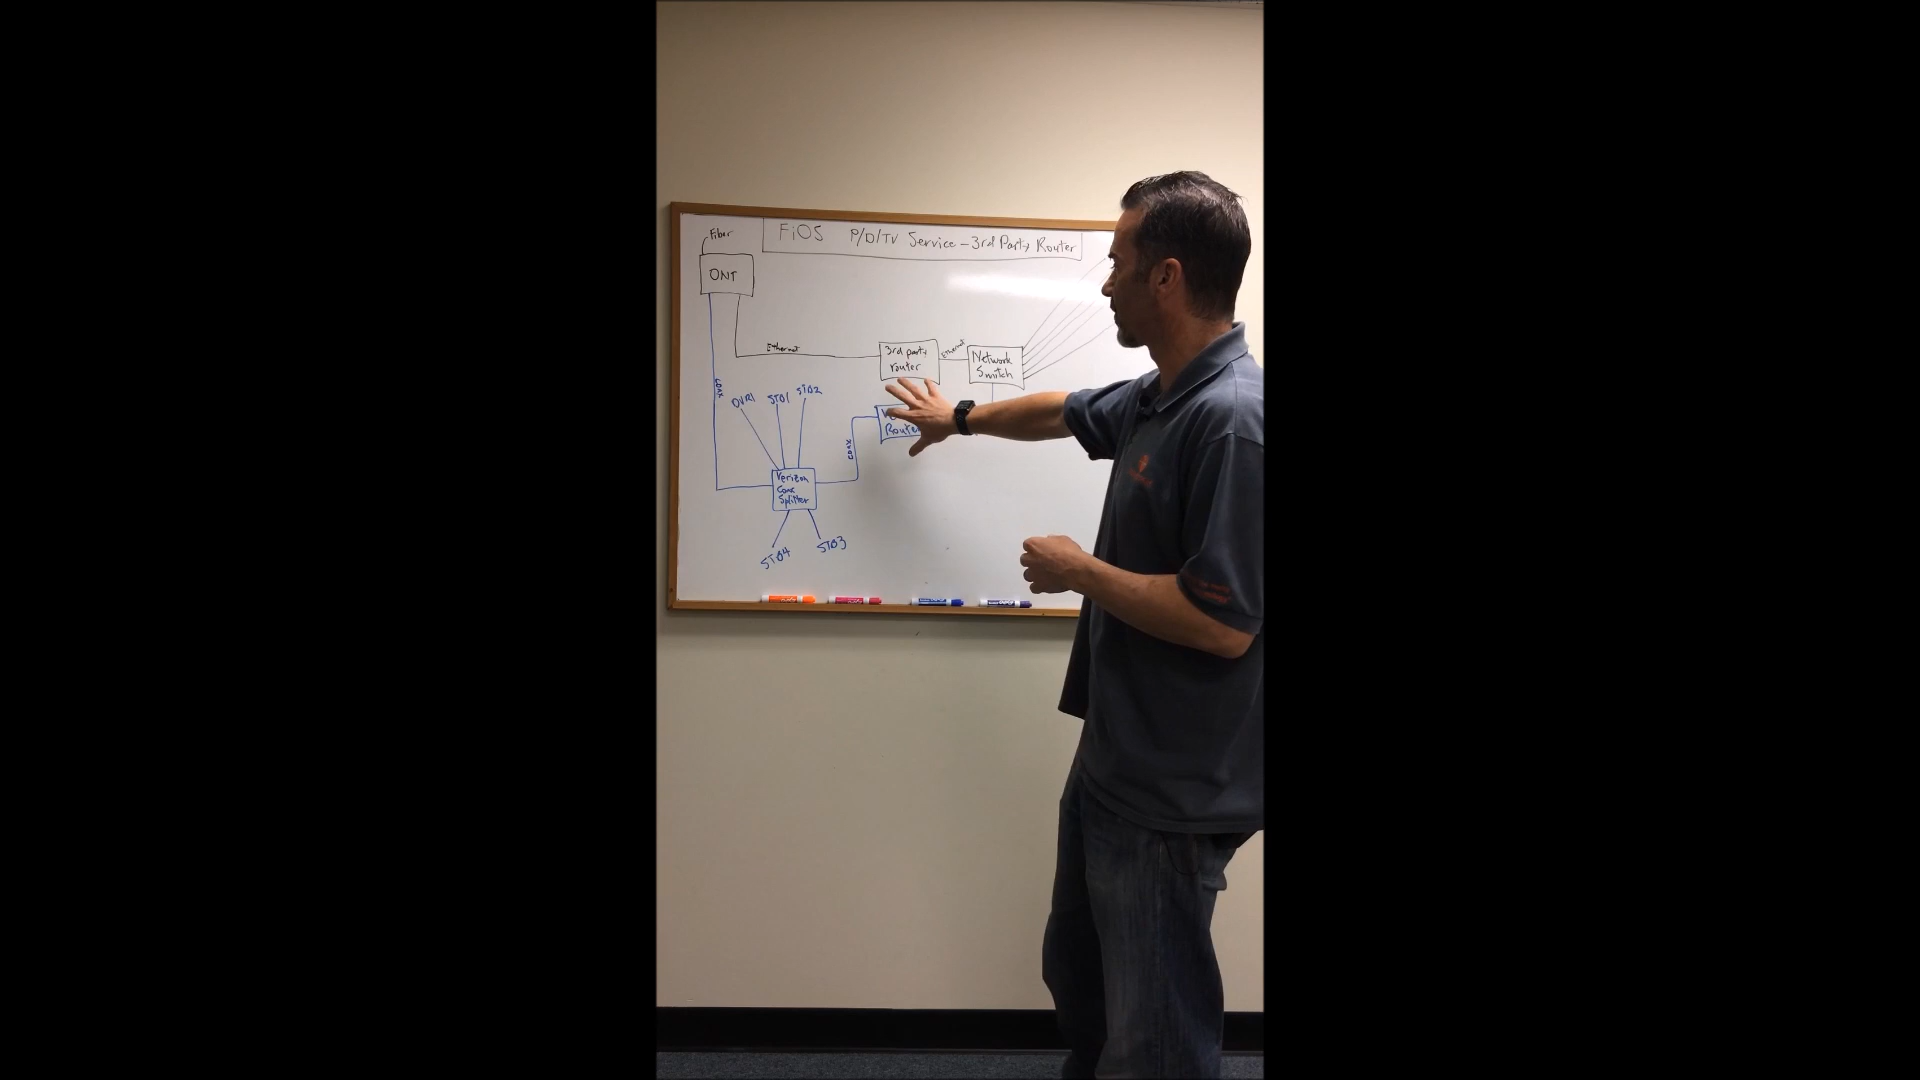 FiOS P/D/TV Service - 3rd Party Router
Fiber
ONT
Ethernet
3rd party
router
Ethernet
Network
Switch
coax
DVR1
STB1
STB2
Router
coax
Verizon
Coax
Splitter
STB4
STB3